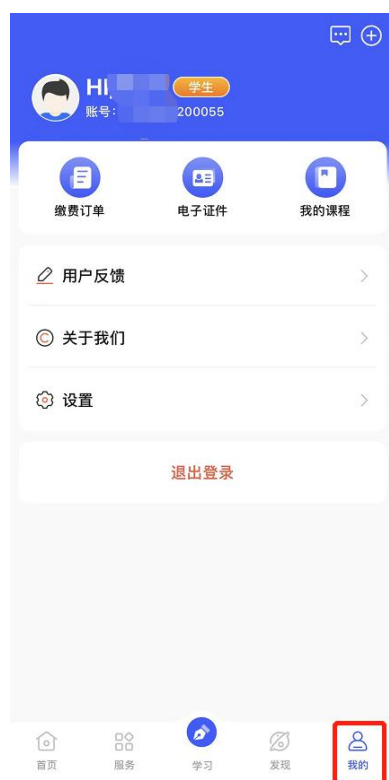 HI
学生
账号: 200055
缴费订单 电子证件 我的课程
用户反馈
关于我们
设置
退出登录
首页 服务 学习 发现 我的